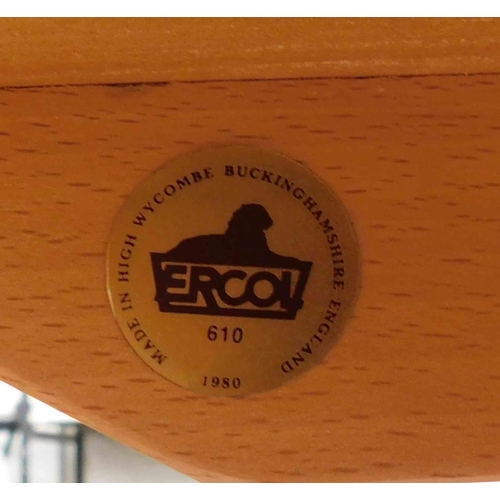 MADE IN HIGH WYCOMBE BUCKINGHAMSHIRE ENGLAND
ERCOL
610
1980